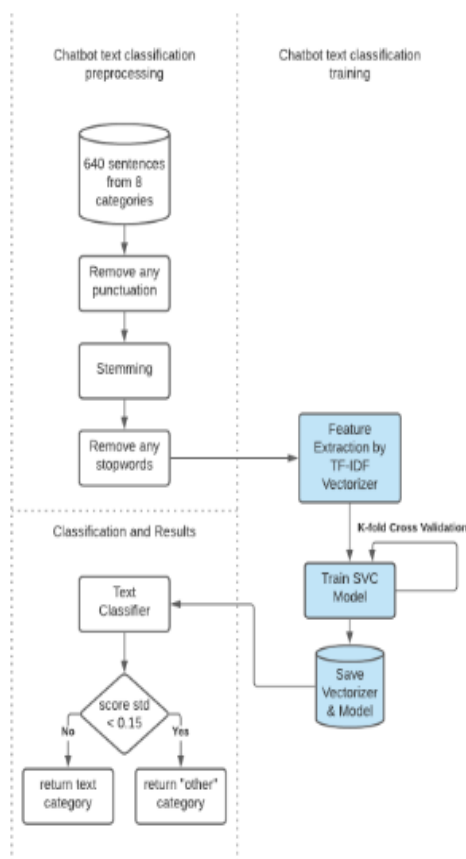 Chatbot text classification
preprocessing
Chatbot text classification
training
640 sentences
from 8
categories
Remove any
punctuation
Stemming
Remove any
stopwords
Feature
Extraction by
TF-IDF
Vectorizer
K-fold Cross Validation
Train SVC
Model
Save
Vectorizer
& Model
Classification and Results
Text
Classifier
score std
< 0.15
No
Yes
return text
category
return "other"
category